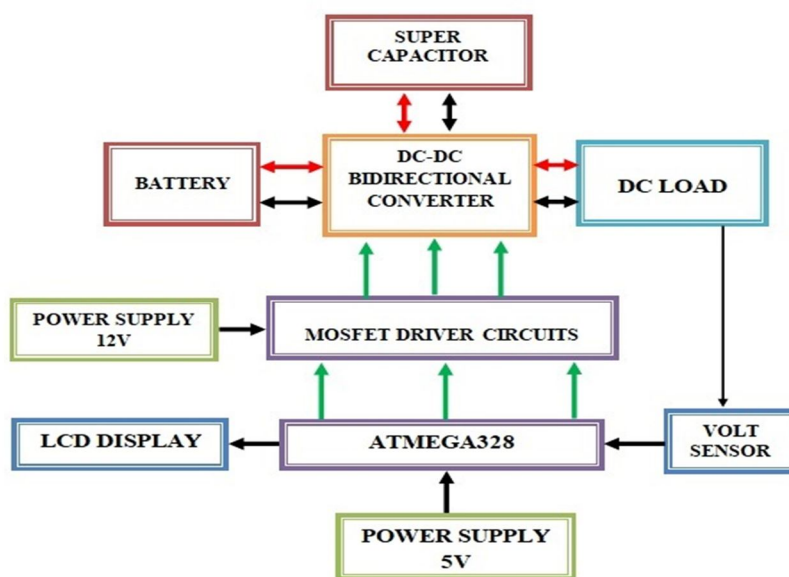 SUPER
CAPACITOR
BATTERY
DC-DC
BIDIRECTIONAL
CONVERTER
DC LOAD
POWER SUPPLY
12V
MOSFET DRIVER CIRCUITS
LCD DISPLAY
ATMEGA328
VOLT
SENSOR
POWER SUPPLY
5V